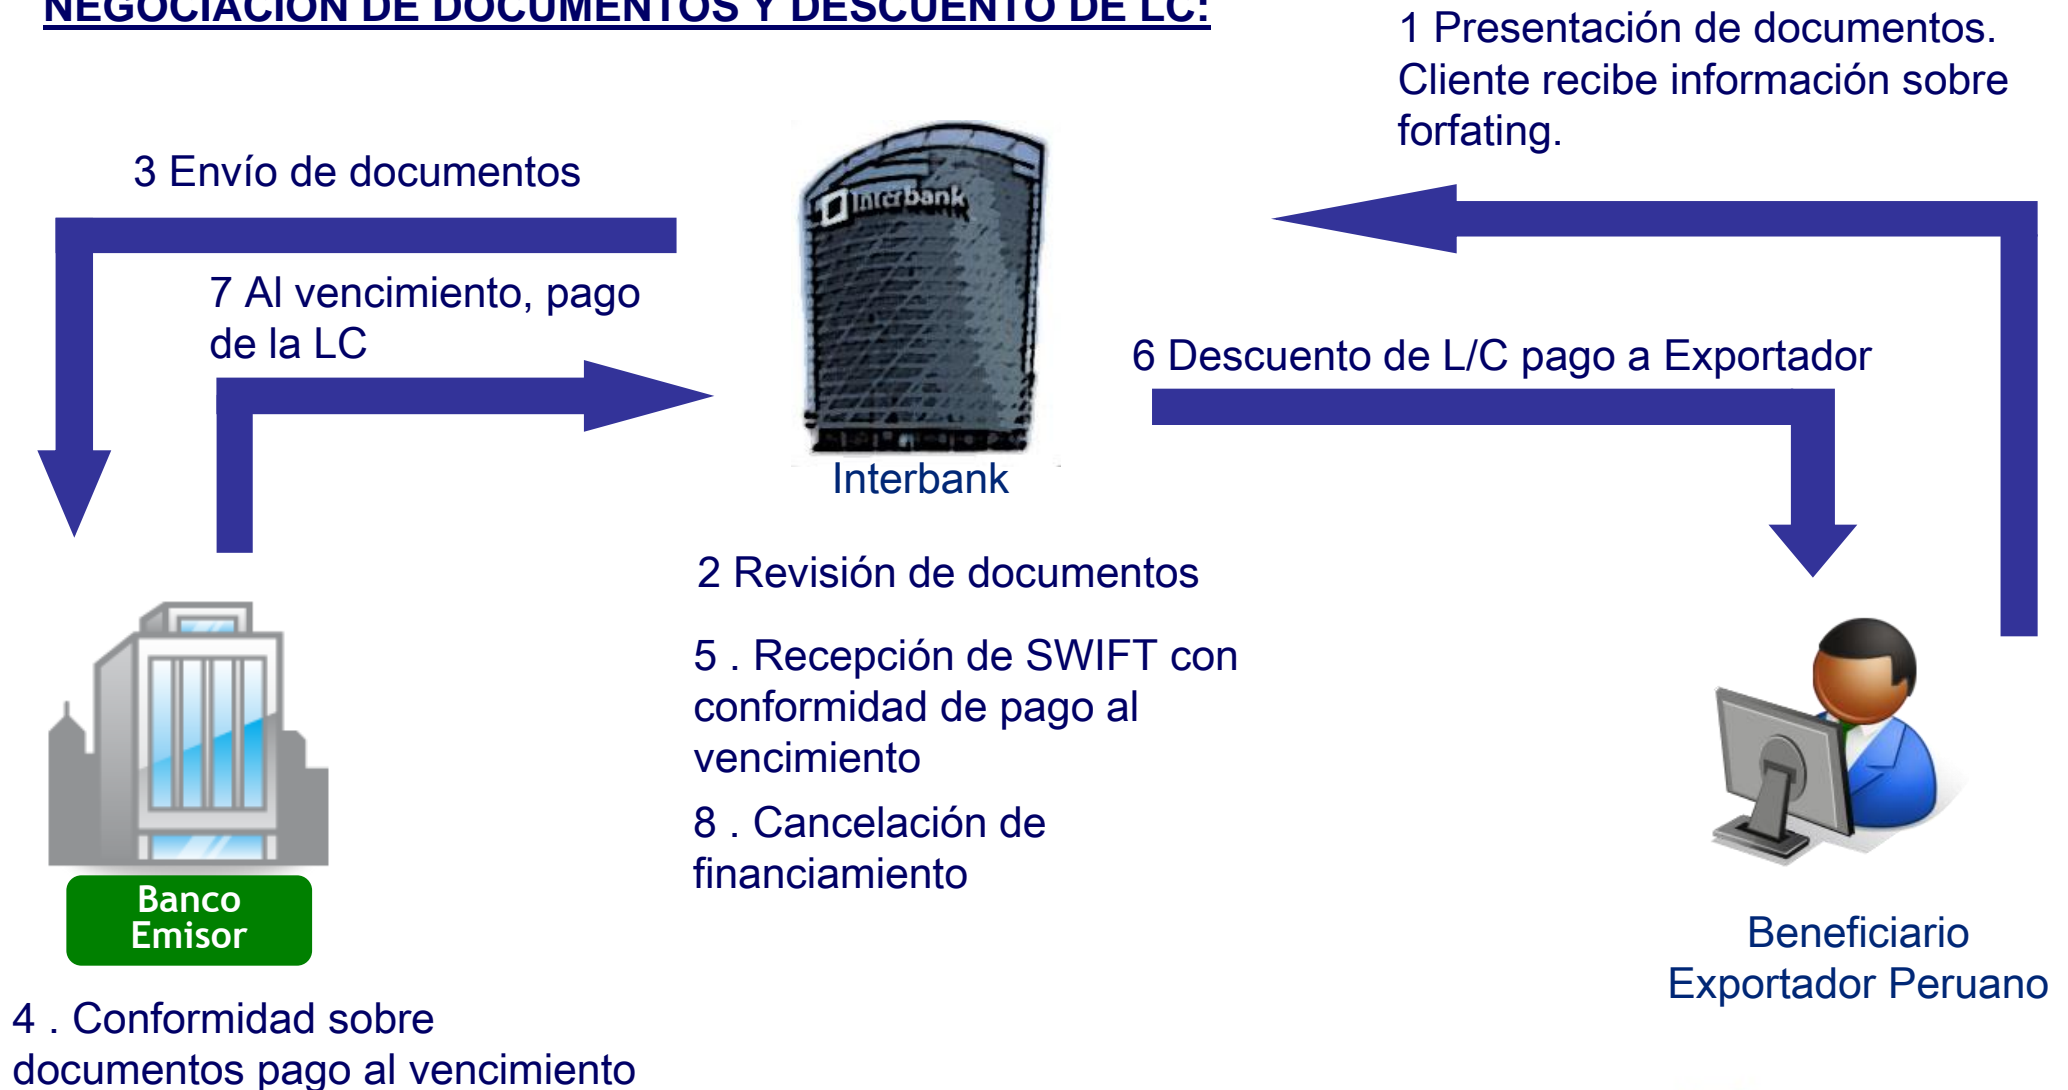 NEGOCIACIÓN DE DOCUMENTOS Y DESCUENTO DE LC:
1 Presentación de documentos.
Cliente recibe información sobre
forfating.
3 Envío de documentos
Interbank
7 Al vencimiento, pago
de la LC
6 Descuento de L/C pago a Exportador
Interbank
2 Revisión de documentos
5 . Recepción de SWIFT con
conformidad de pago al
vencimiento
8 . Cancelación de
financiamiento
Banco
Emisor
Beneficiario
Exportador Peruano
4 . Conformidad sobre
documentos pago al vencimiento